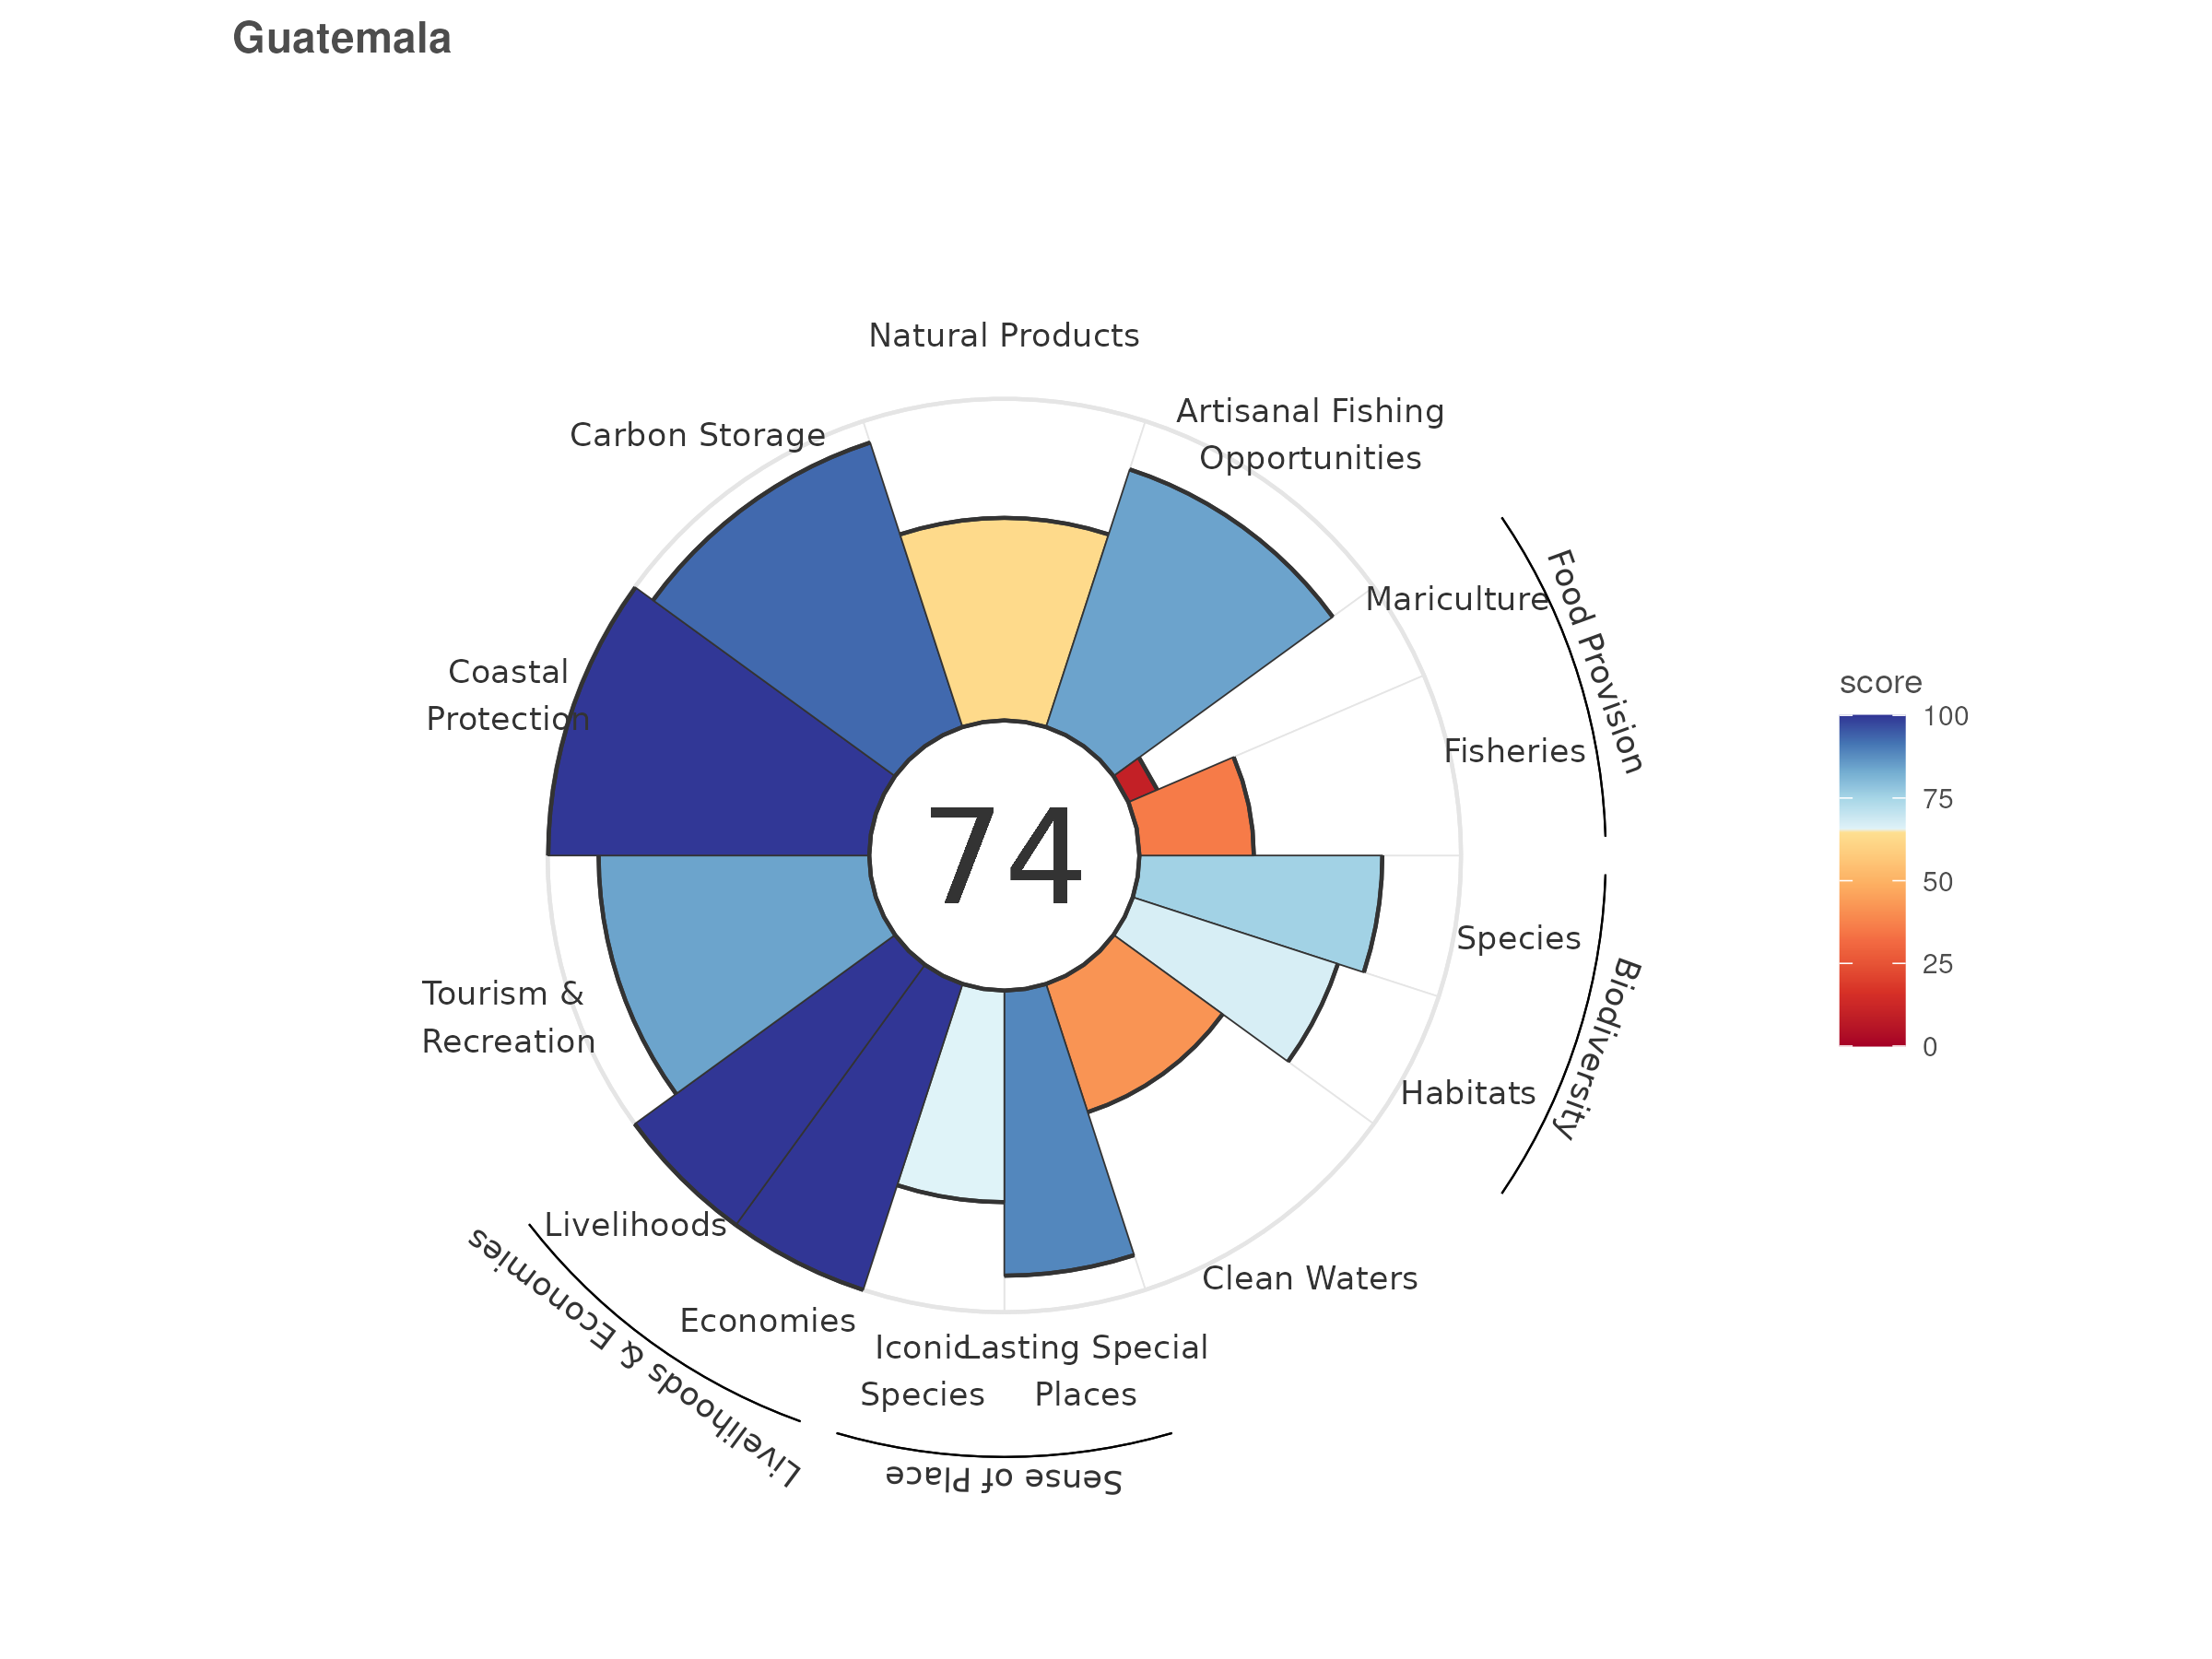 Guatemala
Natural Products
Artisanal Fishing
Opportunities
Carbon Storage
Mariculture
Food Provision
Coastal
Protection
Fisheries
score
100
75
50
25
0
74
Species
Biodiversity
Tourism &
Recreation
Habitats
Livelihoods
Livelihoods & Economies
Clean Waters
Economies
Iconic
Species
Lasting Special
Places
Sense of Place